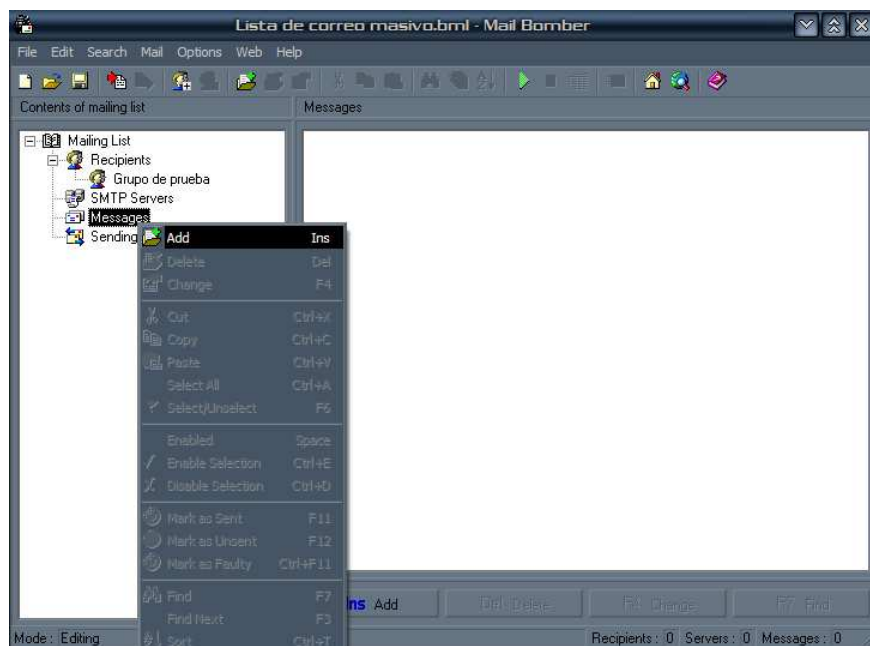 Lista de correo masivo.bml - Mail Bomber
File Edit Search Mail Options Web Help
Contents of mailing list
Messages
Mailing List
Recipients
Grupo de prueba
SMTP Servers
Messages
Sending
Add Ins
Delete Del
Change F4
Cut Ctrl+X
Copy Ctrl+C
Paste Ctrl+V
Select All Ctrl+A
Select/Unselect F6
Enabled Space
Enable Selection Ctrl+E
Disable Selection Ctrl+D
Mark as Sent F11
Mark as Unsent F12
Mark as Faulty Ctrl+F11
Find F7
Find Next F3
Sort Ctrl+T
Ins Add Del Delete F4 Change F7 Find
Mode : Editing Recipients : 0 Servers : 0 Messages : 0